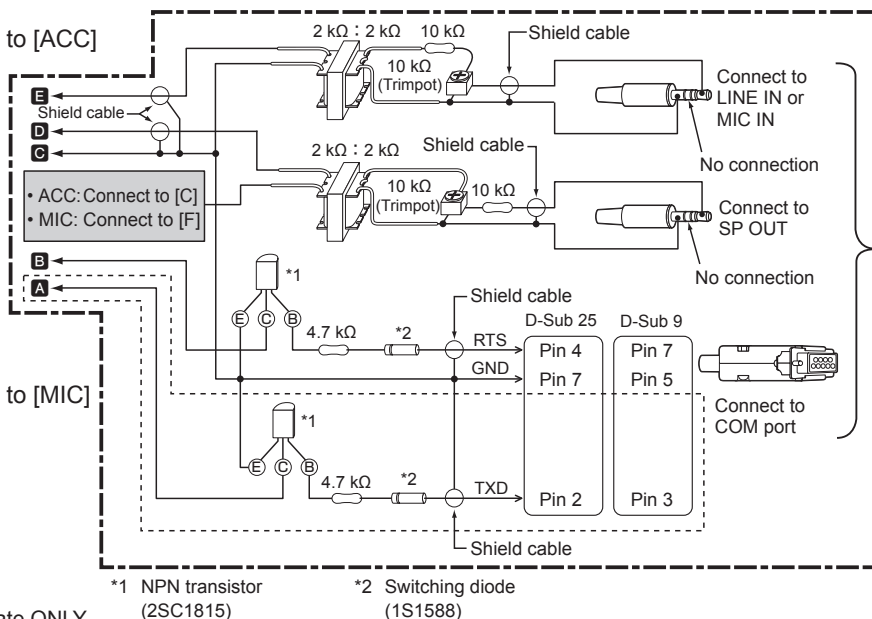 to [ACC]
2 kΩ : 2 kΩ
10 kΩ
Shield cable
10 kΩ
(Trimpot)
Connect to
LINE IN or
MIC IN
No connection
E
Shield cable
D
C
2 kΩ : 2 kΩ
Shield cable
10 kΩ
(Trimpot)
10 kΩ
• ACC: Connect to [C]
• MIC: Connect to [F]
Connect to
SP OUT
No connection
B
A
*1
E
C
B
4.7 kΩ
*2
Shield cable
RTS
GND
D-Sub 25
D-Sub 9
Pin 4
Pin 7
Pin 7
Pin 5
Connect to
COM port
to [MIC]
*1
E
C
B
4.7 kΩ
*2
TXD
Pin 2
Pin 3
Shield cable
*1 NPN transistor
(2SC1815)
*2 Switching diode
(1S1588)
ONLY